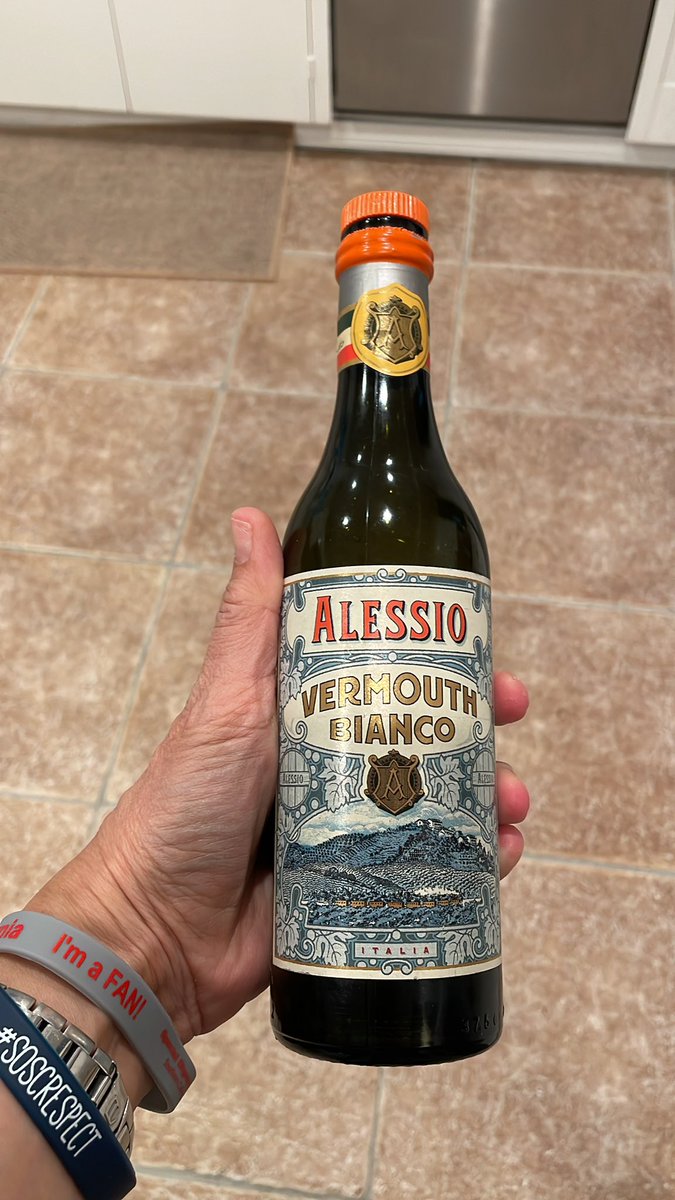 A
ALESSIO
VERMOUTH
BIANCO
ALESSIO
A
ALESSIO
ITALIA
I'm a FAN!
#SOSCRESPECT